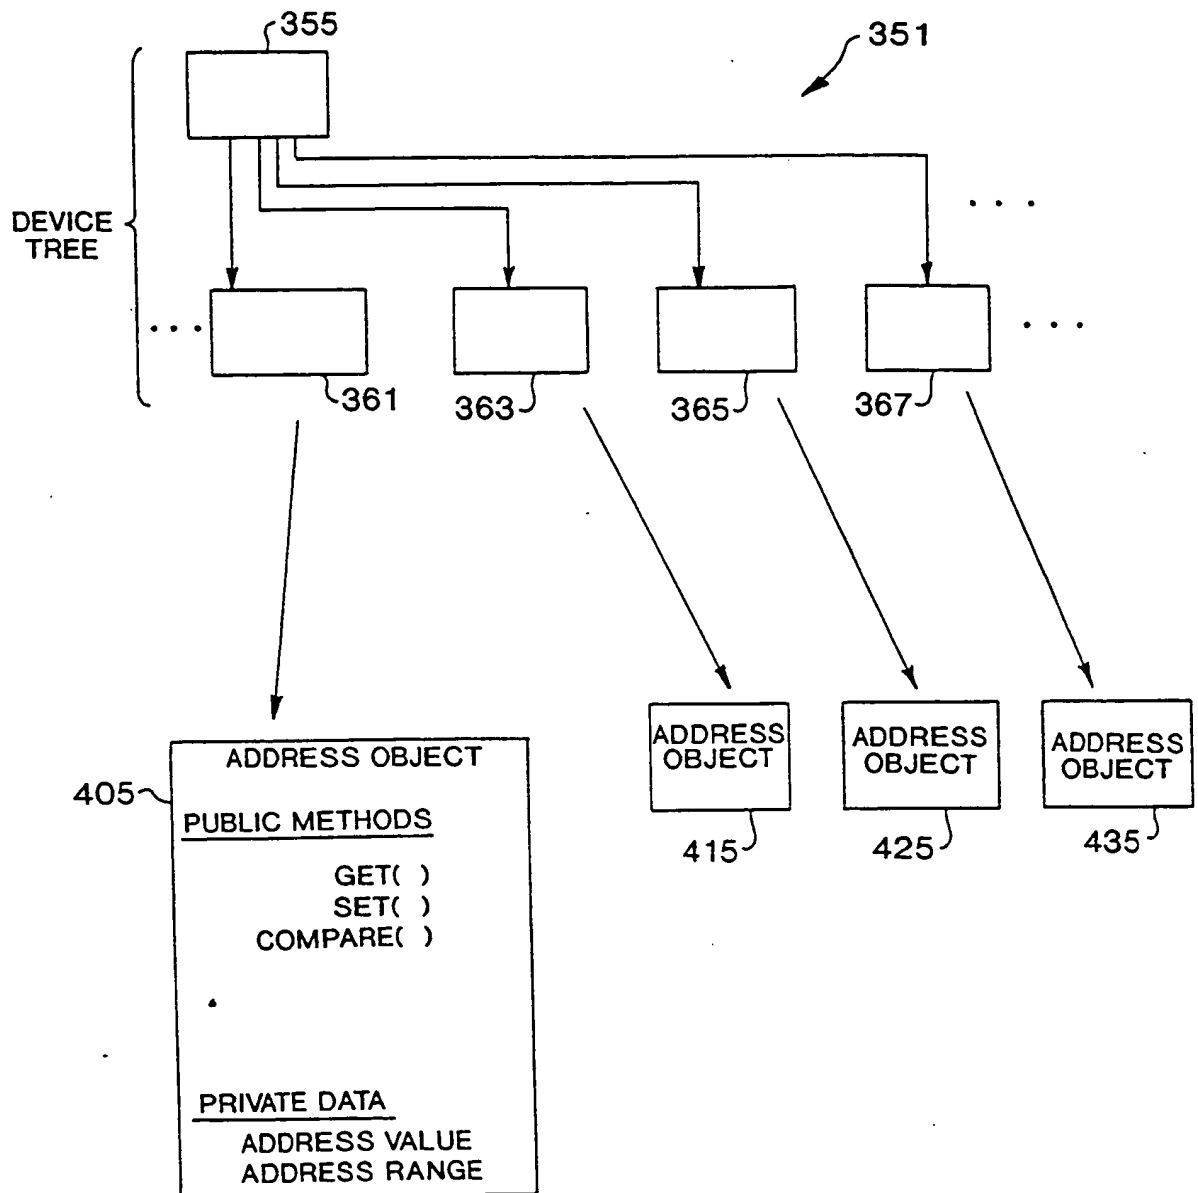 355
351
DEVICE
TREE
. . .
. . .
. . .
361
363
365
367
405
ADDRESS OBJECT
PUBLIC METHODS
GET( )
SET( )
COMPARE( )
PRIVATE DATA
ADDRESS VALUE
ADDRESS RANGE
ADDRESS
OBJECT
415
ADDRESS
OBJECT
425
ADDRESS
OBJECT
435